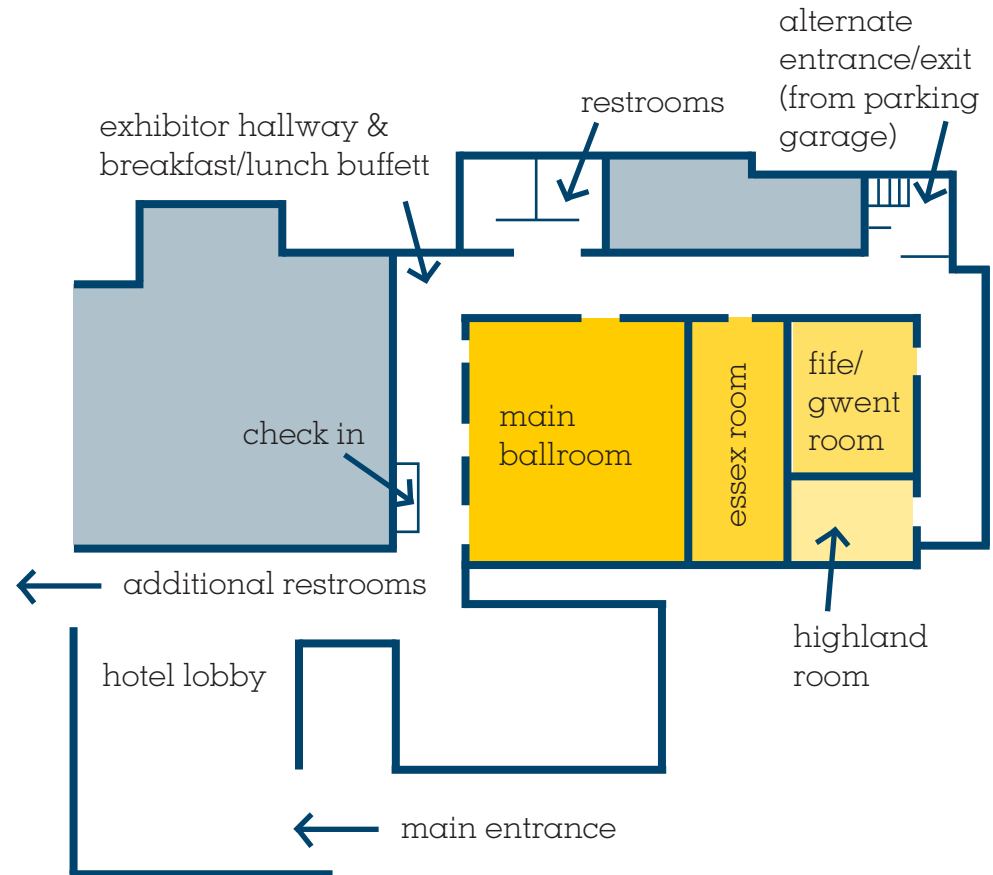 alternate
entrance/exit
(from parking
garage)
restrooms
exhibitor hallway &
breakfast/lunch buffett
main
ballroom
essex room
fife/
gwent
room
check in
additional restrooms
highland
room
hotel lobby
main entrance